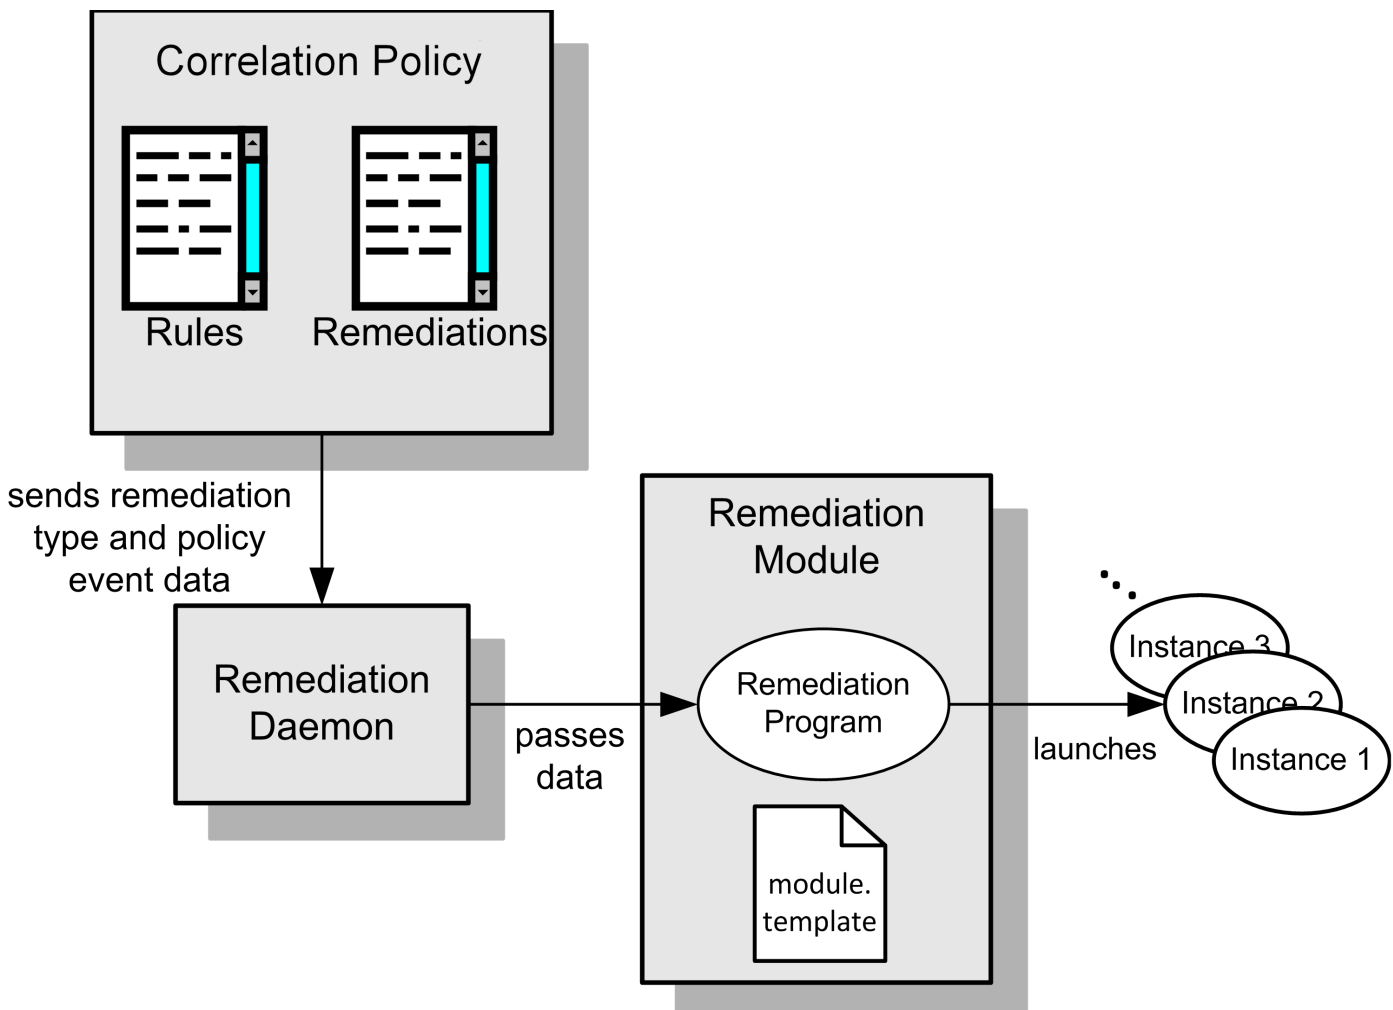 Correlation Policy
Rules
Remediations
sends remediation
type and policy
event data
Remediation
Daemon
passes
data
Remediation
Module
Remediation
Program
module.
template
launches
Instance 3
Instance 2
Instance 1